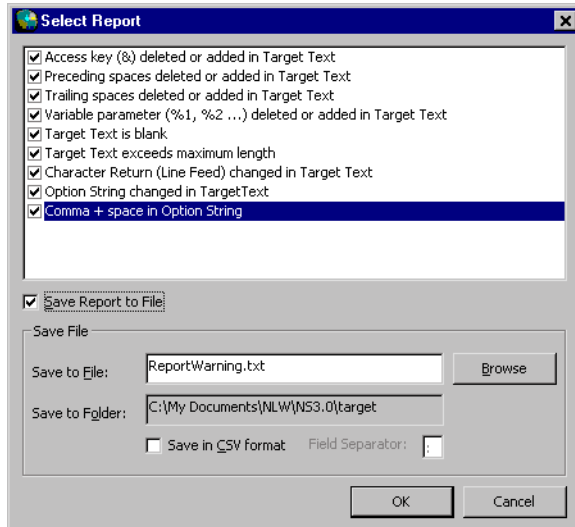 Select Report
Access key (&) deleted or added in Target Text
Preceding spaces deleted or added in Target Text
Trailing spaces deleted or added in Target Text
Variable parameter (%1, %2 ...) deleted or added in Target Text
Target Text is blank
Target Text exceeds maximum length
Character Return (Line Feed) changed in Target Text
Option String changed in TargetText
Comma + space in Option String
Save Report to File
Save File
Save to File: ReportWarning.txt Browse
Save to Folder: C:\My Documents\NLW\NS3.0\target
Save in CSV format Field Separator: ;
OK Cancel